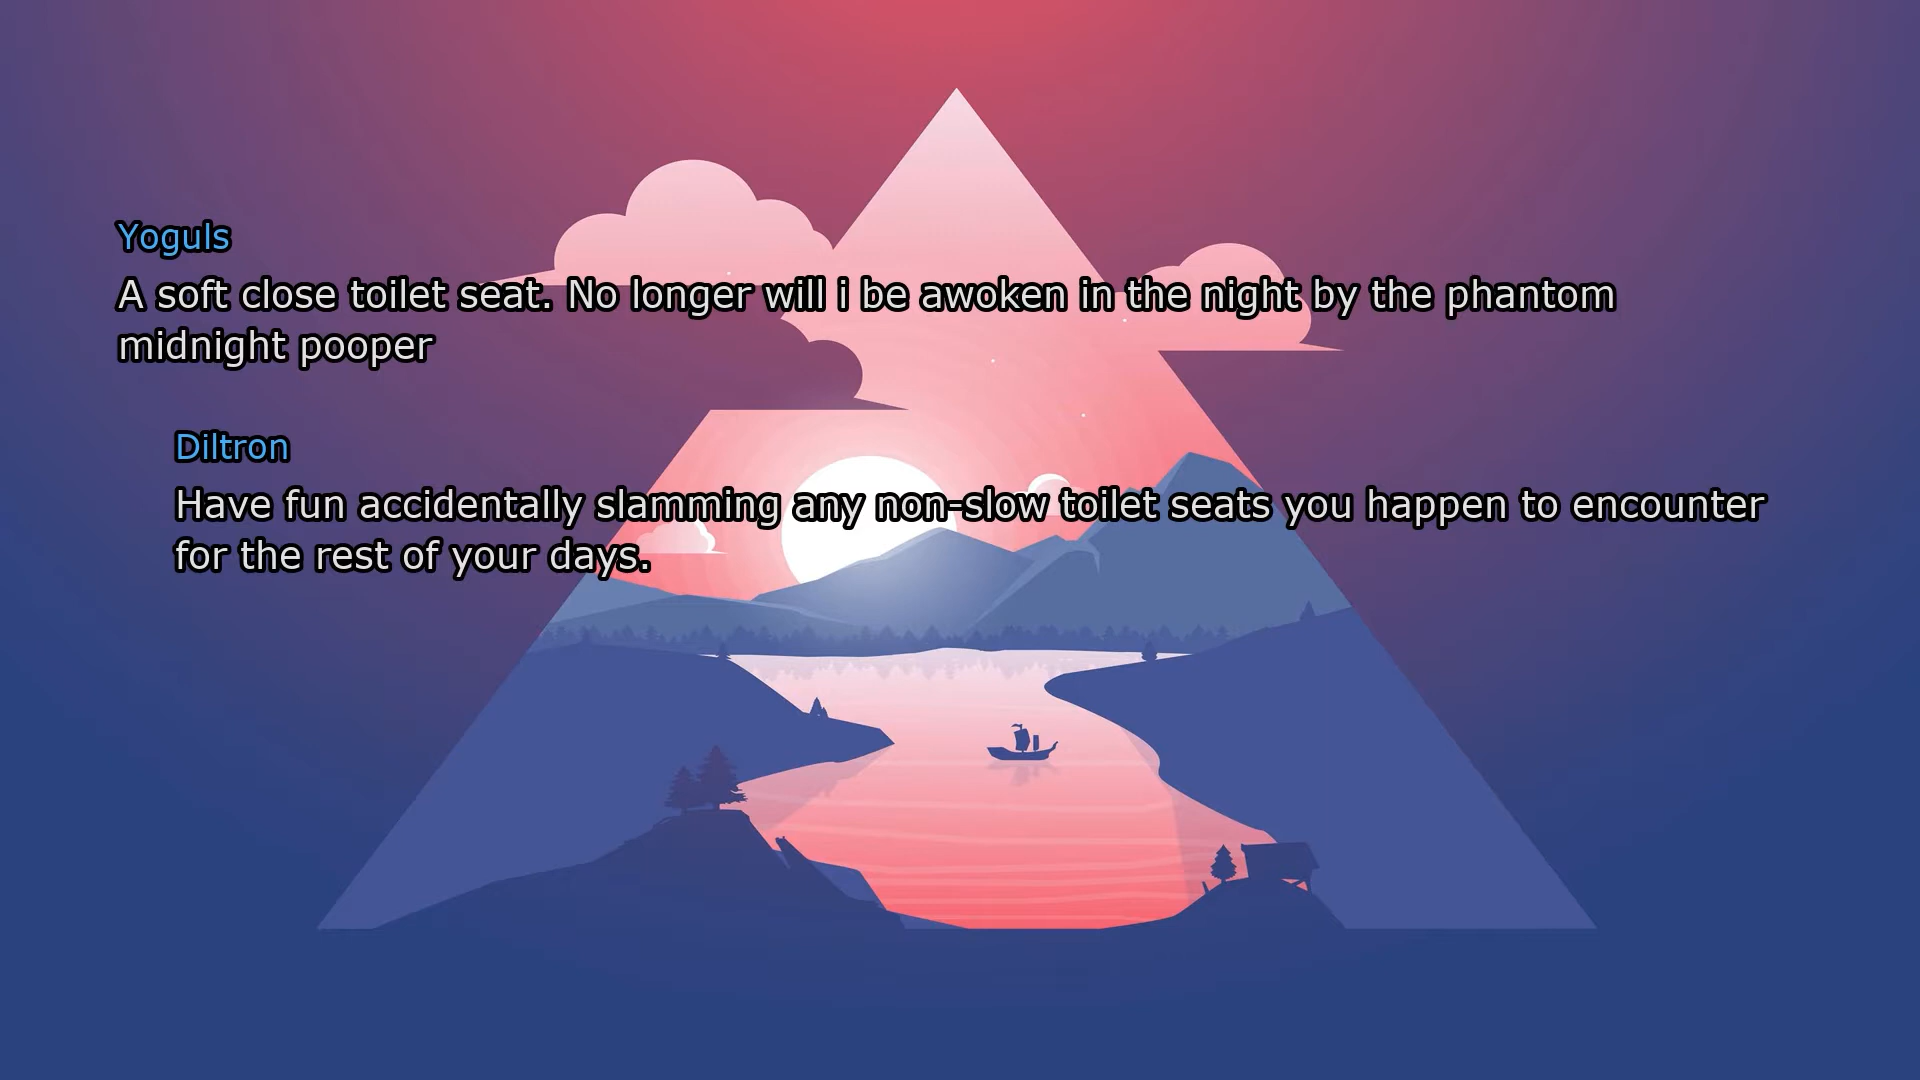 Yoguls
A soft close toilet seat. No longer will i be awoken in the night by the phantom
midnight pooper
Diltron
Have fun accidentally slamming any non-slow toilet seats you happen to encounter
for the rest of your days.